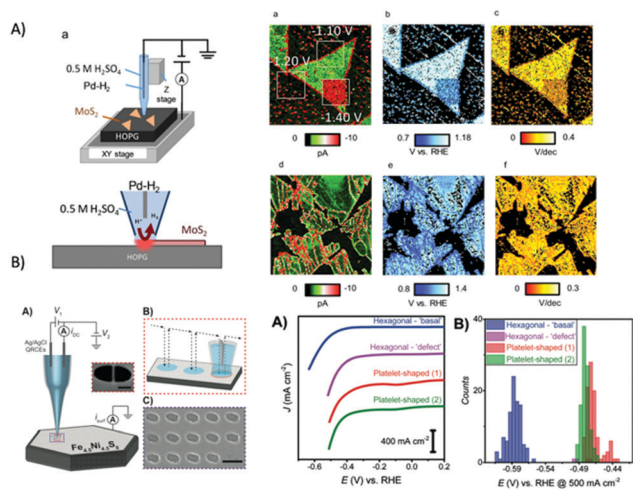 A)
a
0.5 M H₂SO₄
Pd-H₂
MoS₂
Z stage
A
HOPG
XY stage
Pd-H₂
0.5 M H₂SO₄
H⁺
H₂
MoS₂
HOPG
a
-1.10 V
-1.20 V
-1.40 V
0 -10
pA
b
0.7 1.18
V vs. RHE
c
0 0.4
V/dec
d
0 -10
pA
e
0.8 1.4
V vs. RHE
f
0 0.3
V/dec
B)
A)
V₁
A
i_DC
V₂
Ag/AgCl
QRCEs
i_surf
A
Fe₄.₅Ni₄.₅S₈
B)
C)
A)
Hexagonal - 'basal'
Hexagonal - 'defect'
Platelet-shaped (1)
Platelet-shaped (2)
400 mA cm⁻²
J (mA cm⁻²)
-0.6 -0.4 -0.2 0.0 0.2
E (V) vs. RHE
B)
Hexagonal - 'basal'
Hexagonal - 'defect'
Platelet-shaped (1)
Platelet-shaped (2)
Counts
40
20
0
-0.59 -0.54 -0.49 -0.44
E (V) vs. RHE @ 500 mA cm⁻²